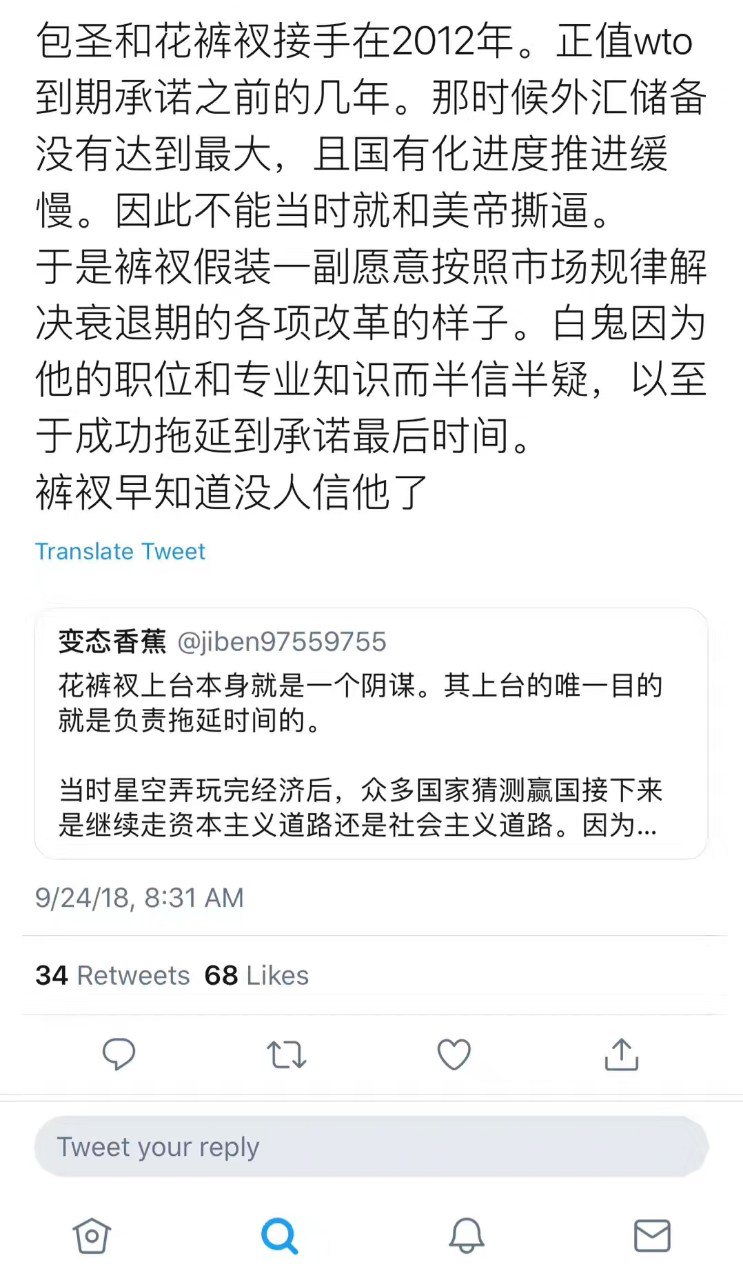 包圣和花裤衩接手在2012年。正值wto
到期承诺之前的几年。那时候外汇储备
没有达到最大，且国有化进度推进缓
慢。因此不能当时就和美帝撕逼。
于是裤衩假装一副愿意按照市场规律解
决衰退期的各项改革的样子。白鬼因为
他的职位和专业知识而半信半疑，以至
于成功拖延到承诺最后时间。
裤衩早知道没人信他了
Translate Tweet
变态香蕉 @jiben97559755
花裤衩上台本身就是一个阴谋。其上台的唯一目的
就是负责拖延时间的。
当时星空弄玩完经济后，众多国家猜测赢国接下来
是继续走资本主义道路还是社会主义道路。因为...
9/24/18, 8:31 AM
34 Retweets 68 Likes
Tweet your reply